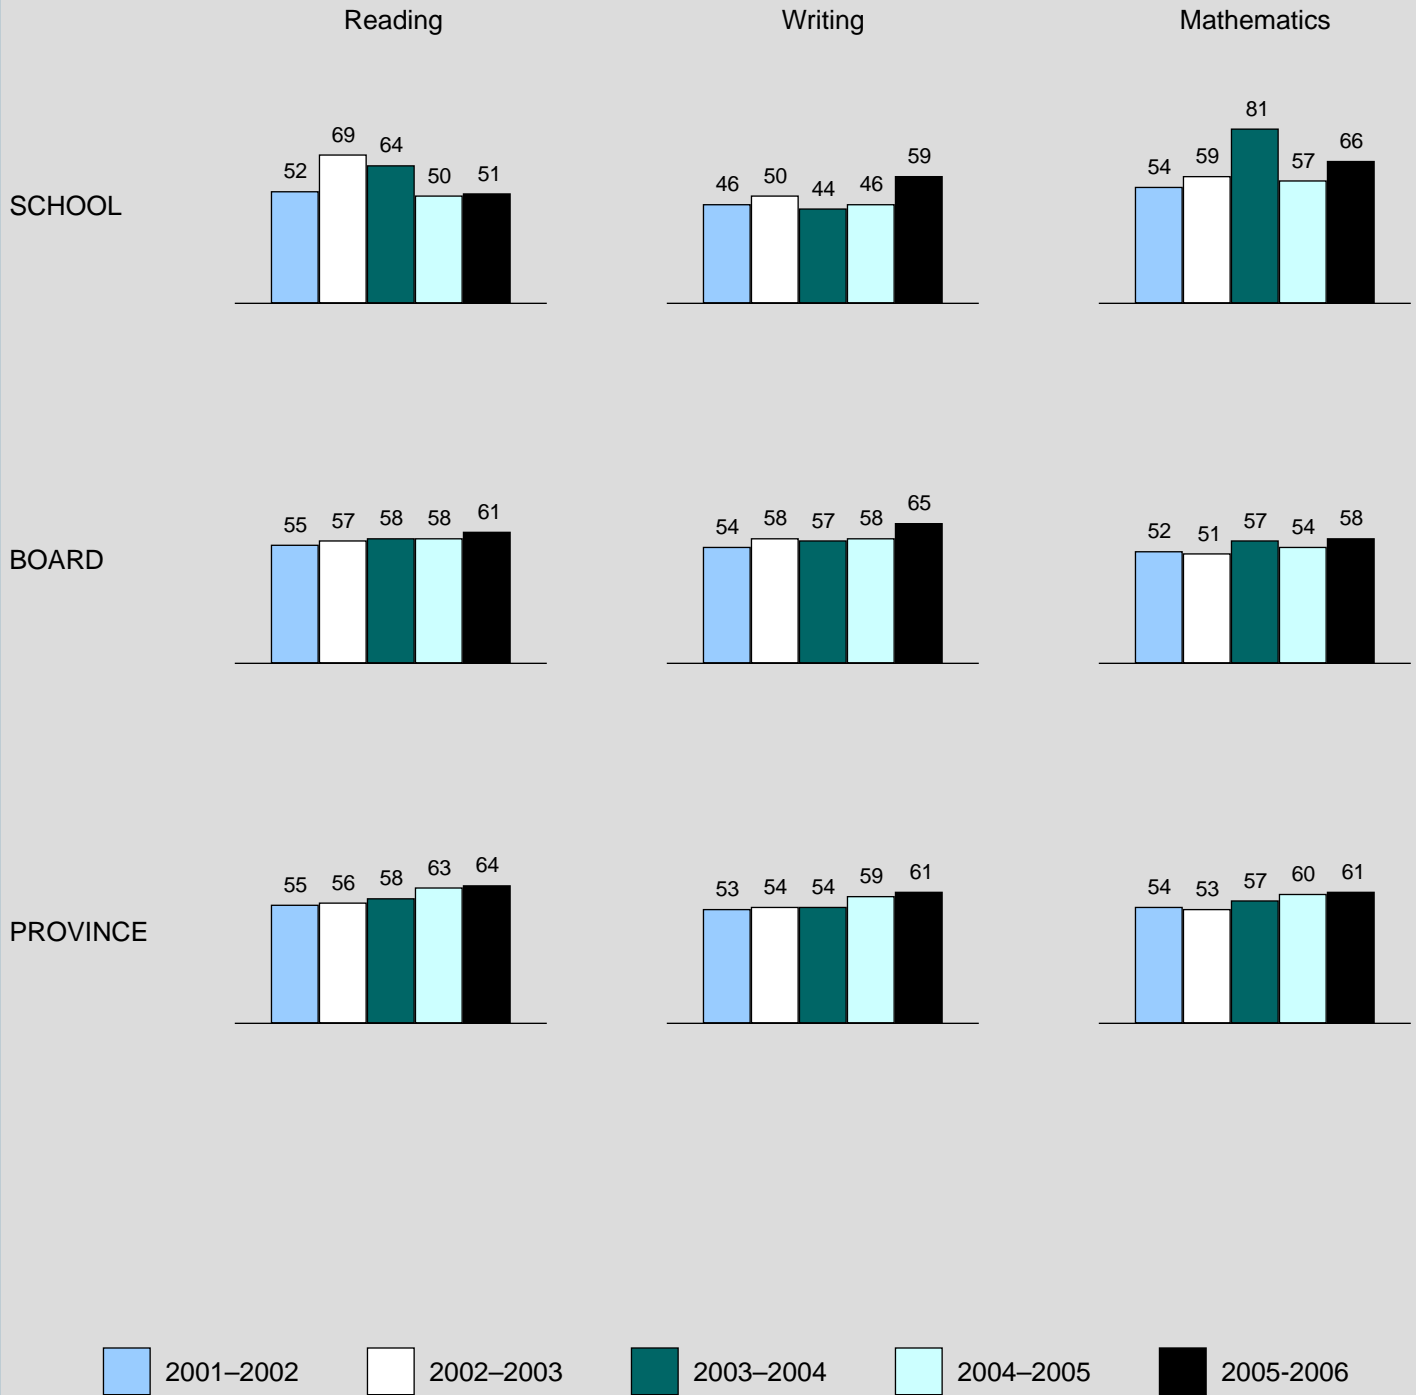 Reading Writing Mathematics
SCHOOL
52 69 64 50 51
46 50 44 46 59
54 59 81 57 66
BOARD
55 57 58 58 61
54 58 57 58 65
52 51 57 54 58
PROVINCE
55 56 58 63 64
53 54 54 59 61
54 53 57 60 61
2001–2002 2002–2003 2003–2004 2004–2005 2005-2006